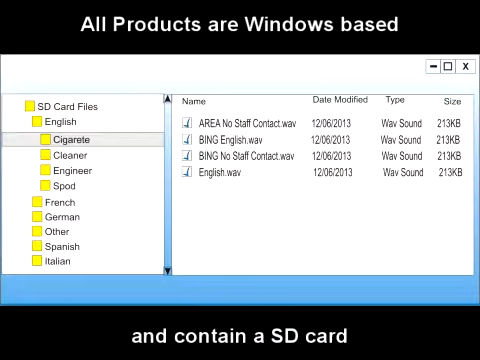 All Products are Windows based
X
Name Date Modified Type Size
SD Card Files
English
Cigarete
Cleaner
Engineer
Spod
French
German
Other
Spanish
Italian
AREA No Staff Contact.wav 12/06/2013 Wav Sound 213KB
BING English.wav 12/06/2013 Wav Sound 213KB
BING No Staff Contact.wav 12/06/2013 Wav Sound 213KB
English.wav 12/06/2013 Wav Sound 213KB
and contain a SD card